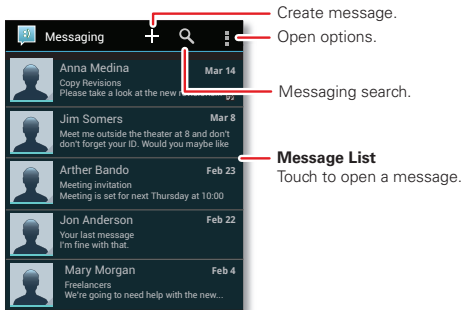 Create message.
Messaging
Open options.
Anna Medina Mar 14
Copy Revisions
Please take a look at the new
Messaging search.
Jim Somers Mar 8
Meet me outside the theater at 8 and don't
don't forget your ID. Would you maybe like
Message List
Touch to open a message.
Arther Bando Feb 23
Meeting invitation
Meeting is set for next Thursday at 10:00
Jon Anderson Feb 22
Your last message
I'm fine with that.
Mary Morgan Feb 4
Freelancers
We're going to need help with the new...